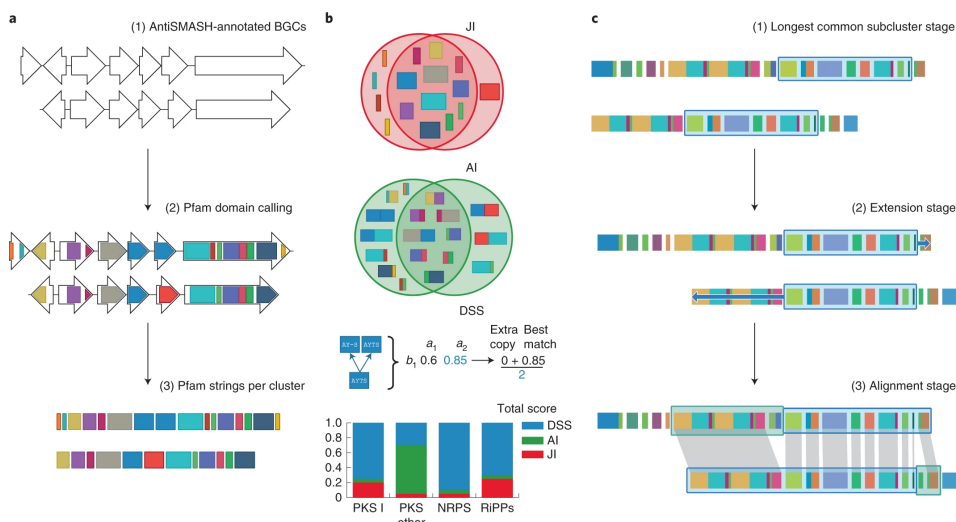 a
(1) AntiSMASH-annotated BGCs
(2) Pfam domain calling
(3) Pfam strings per cluster
b
JI
AI
DSS
Extra Best
copy match
a1 a2
AY-S AYTS
b1 0.6 0.85 0 + 0.85
2
AYTS
Total score
DSS
AI
JI
1.0
0.8
0.6
0.4
0.2
0
PKS I PKS NRPS RiPPs
other
c
(1) Longest common subcluster stage
(2) Extension stage
(3) Alignment stage